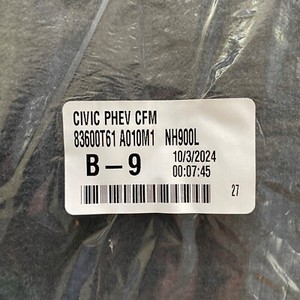 CIVIC PHEV CFM
83600T61 A010M1 NH900L
B-9 10/3/2024
00:07:45
27